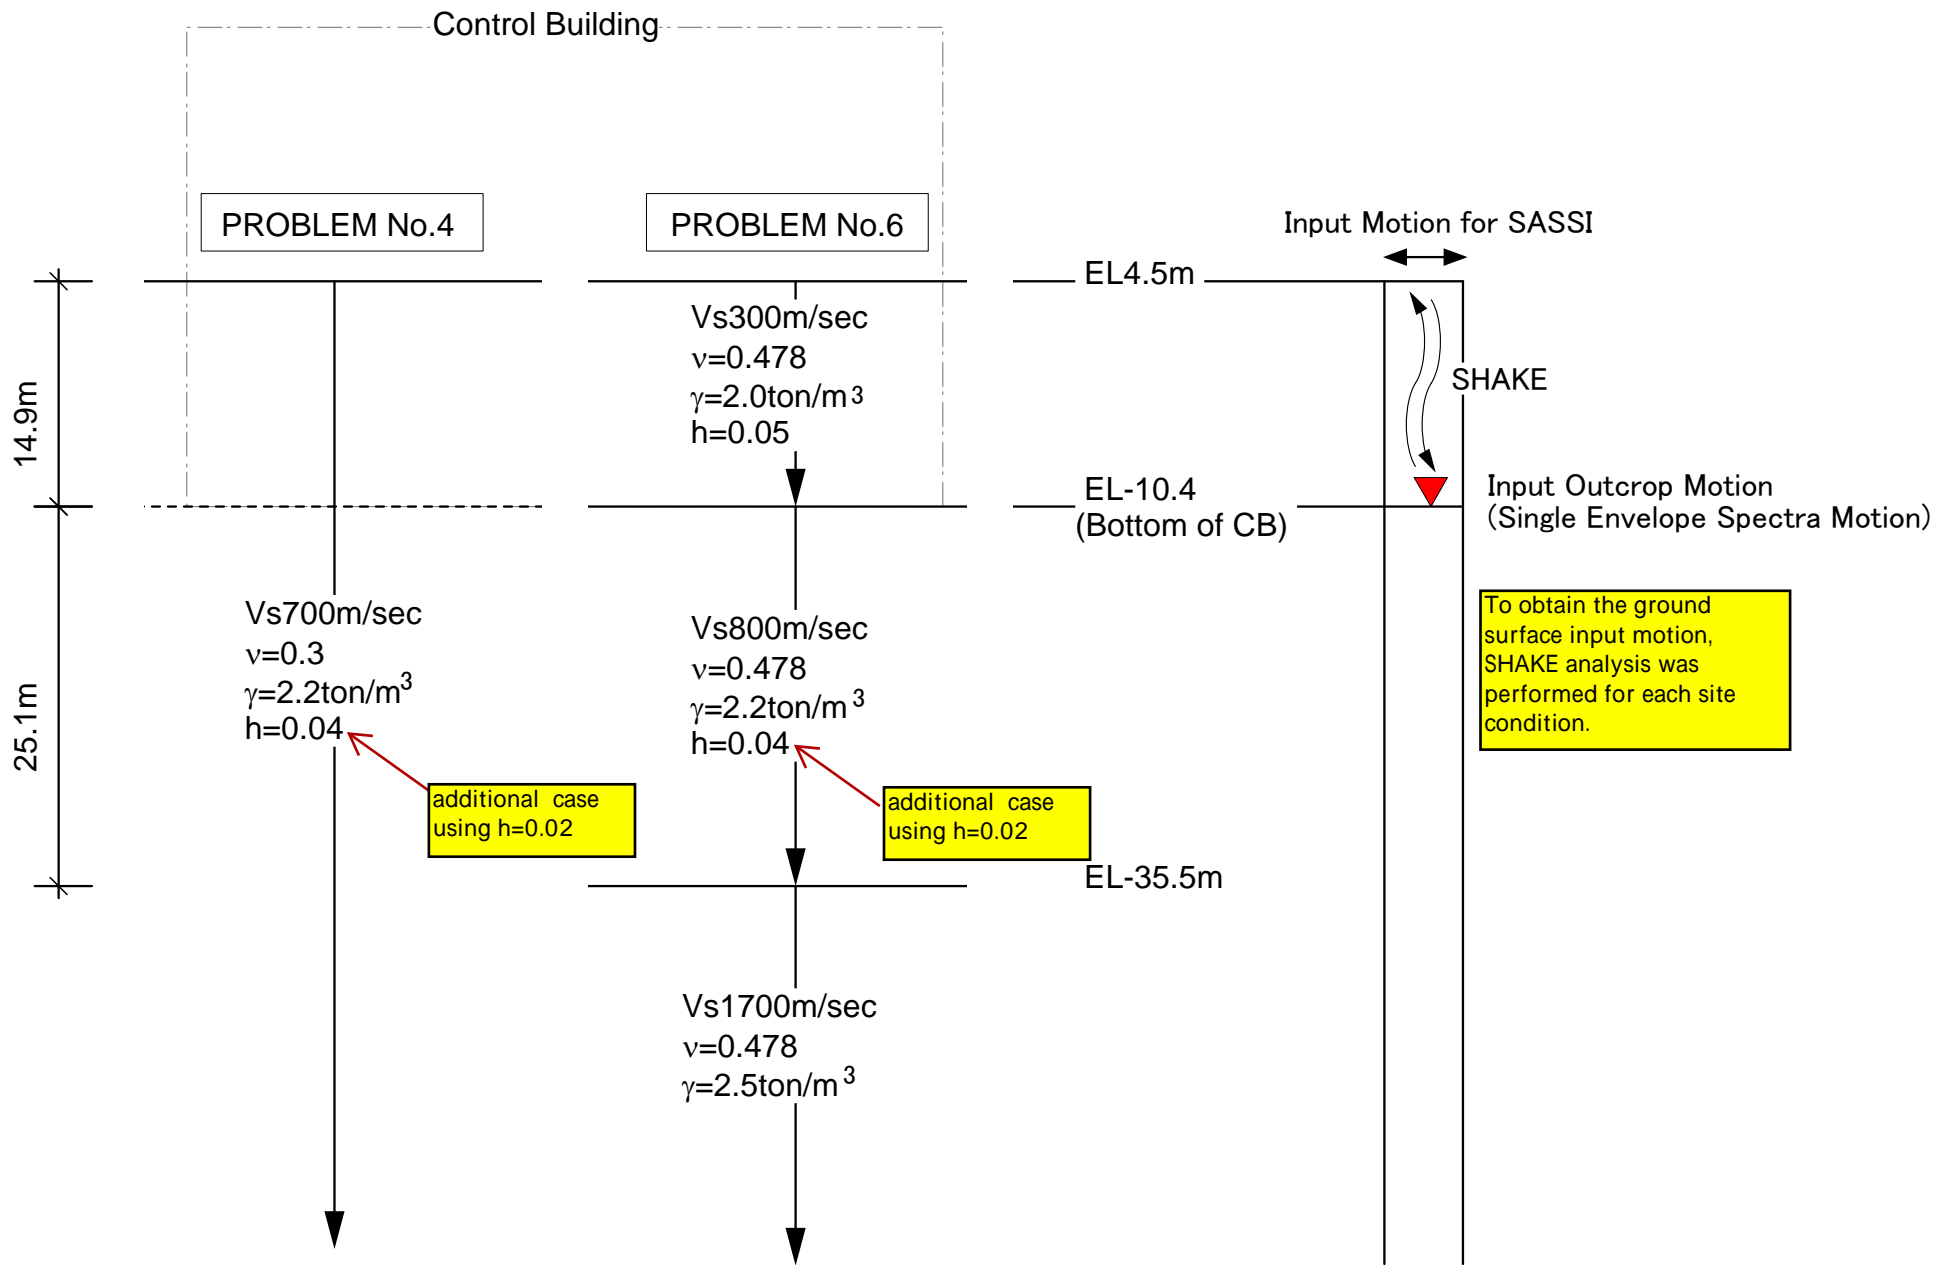 Control Building
PROBLEM No.4
PROBLEM No.6
Input Motion for SASSI
EL4.5m
14.9m
Vs300m/sec
ν=0.478
γ=2.0ton/m3
h=0.05
SHAKE
EL-10.4
(Bottom of CB)
Input Outcrop Motion
(Single Envelope Spectra Motion)
25.1m
Vs700m/sec
ν=0.3
γ=2.2ton/m3
h=0.04
additional case
using h=0.02
Vs800m/sec
ν=0.478
γ=2.2ton/m3
h=0.04
additional case
using h=0.02
To obtain the ground
surface input motion,
SHAKE analysis was
performed for each site
condition.
EL-35.5m
Vs1700m/sec
ν=0.478
γ=2.5ton/m3